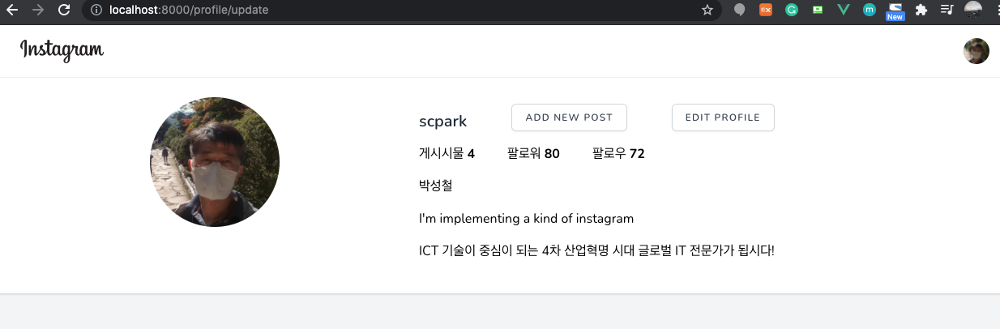 localhost:8000/profile/update
New
Instagram
scpark ADD NEW POST EDIT PROFILE
게시시물 4 팔로워 80 팔로우 72
박성철
I'm implementing a kind of instagram
ICT 기술이 중심이 되는 4차 산업혁명 시대 글로벌 IT 전문가가 됩시다!